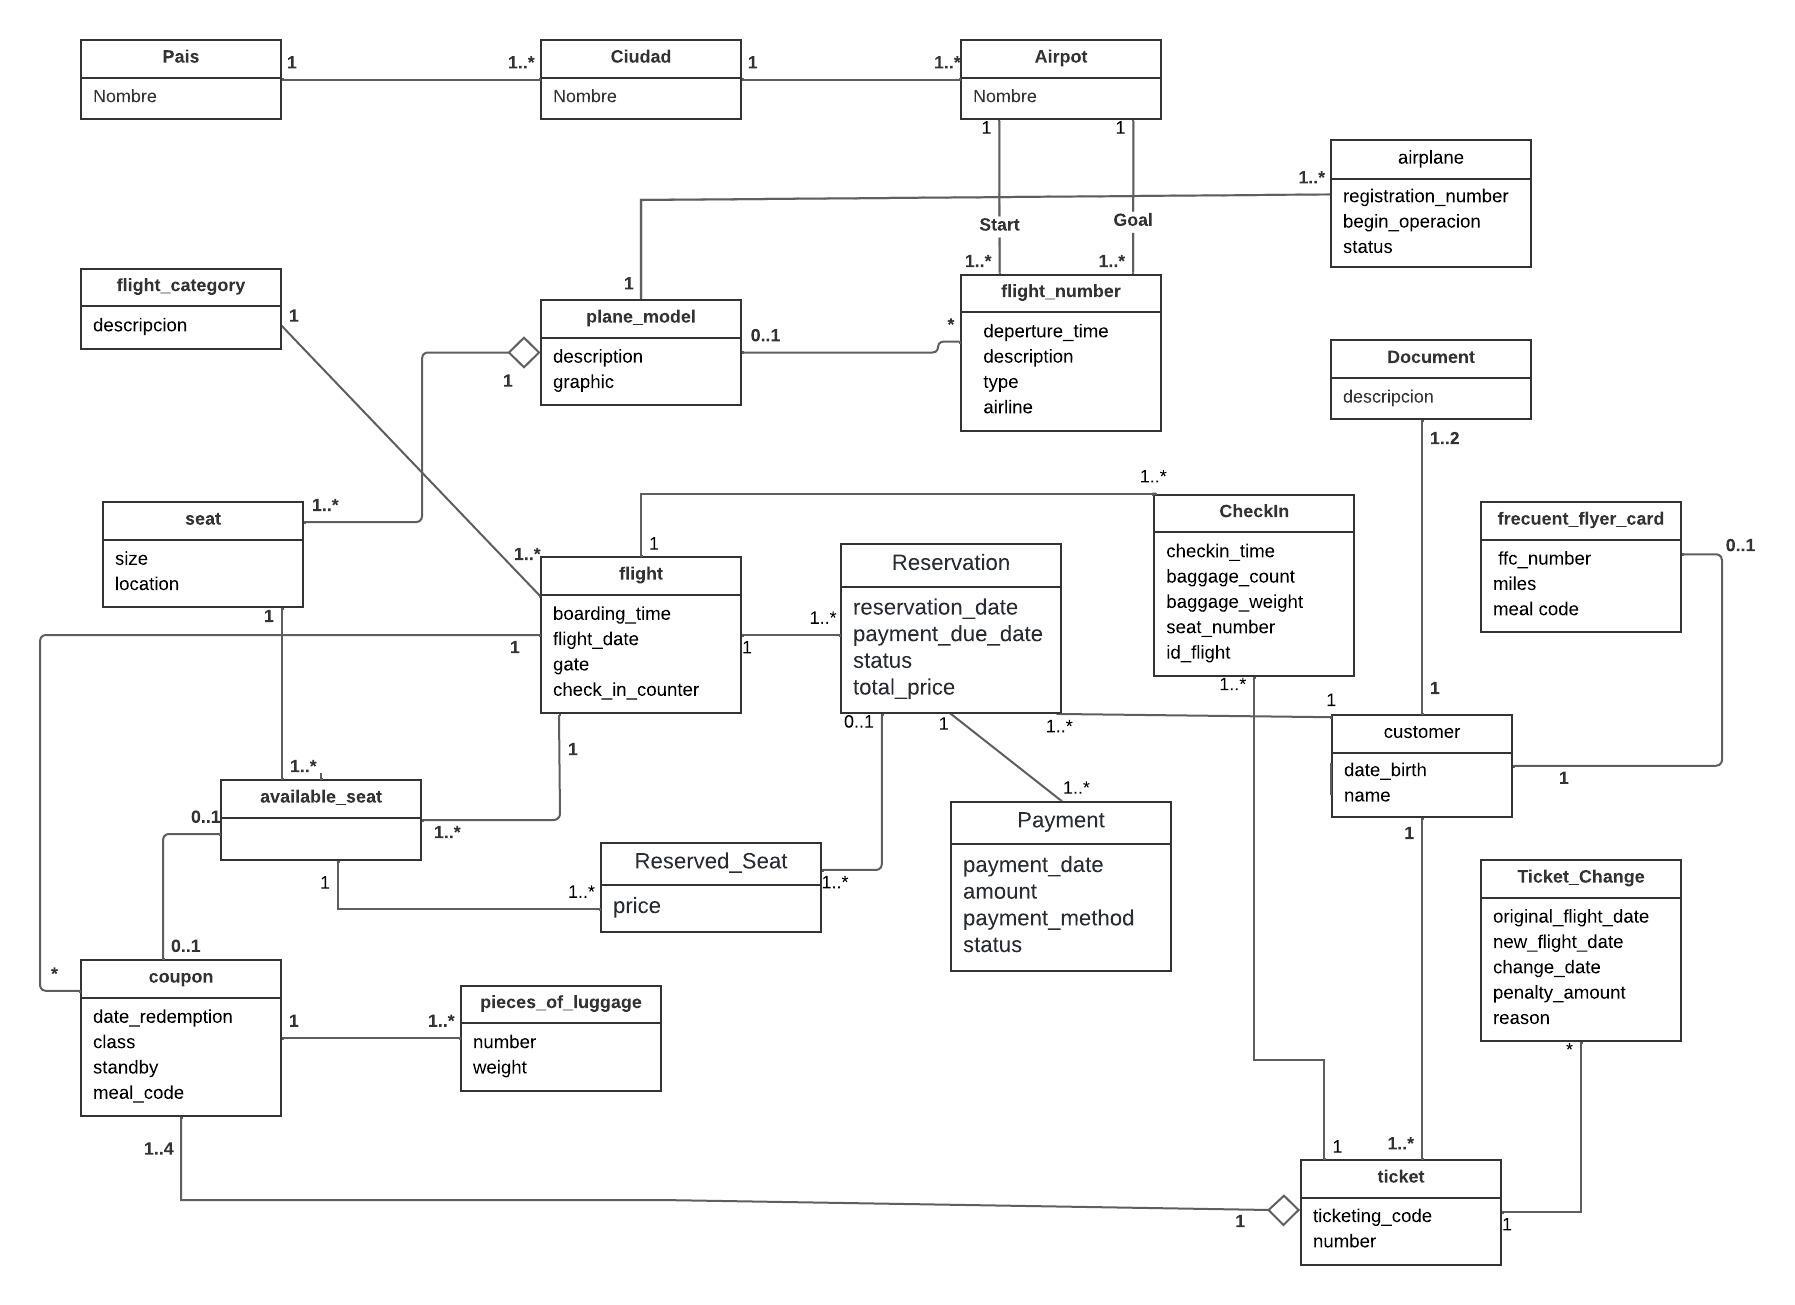 Pais
1
1..*
Ciudad
1
1..*
Airpot
Nombre
Nombre
Nombre
1
1
airplane
1..*
registration_number
begin_operacion
status
Start
Goal
1..*
1..*
flight_category
descripcion
1
1
plane_model
description
graphic
0..1
*
1
flight_number
deperture_time
description
type
airline
Document
descripcion
1..2
seat
size
location
1..*
1
1..*
flight
boarding_time
flight_date
gate
check_in_counter
1
1
1
1
1..*
Reservation
reservation_date
payment_due_date
status
total_price
1..*
CheckIn
checkin_time
baggage_count
baggage_weight
seat_number
id_flight
1..*
frecuent_flyer_card
ffc_number
miles
meal code
0..1
0..1
1
1..*
1
1
customer
date_birth
name
1
1
1..*
available_seat
0..1
1..*
1
1..*
Reserved_Seat
price
1..*
1..*
Payment
payment_date
amount
payment_method
status
Ticket_Change
original_flight_date
new_flight_date
change_date
penalty_amount
reason
*
0..1
*
coupon
date_redemption
class
standby
meal_code
1
1..*
pieces_of_luggage
number
weight
1..4
1
1..*
1
ticket
ticketing_code
number
1